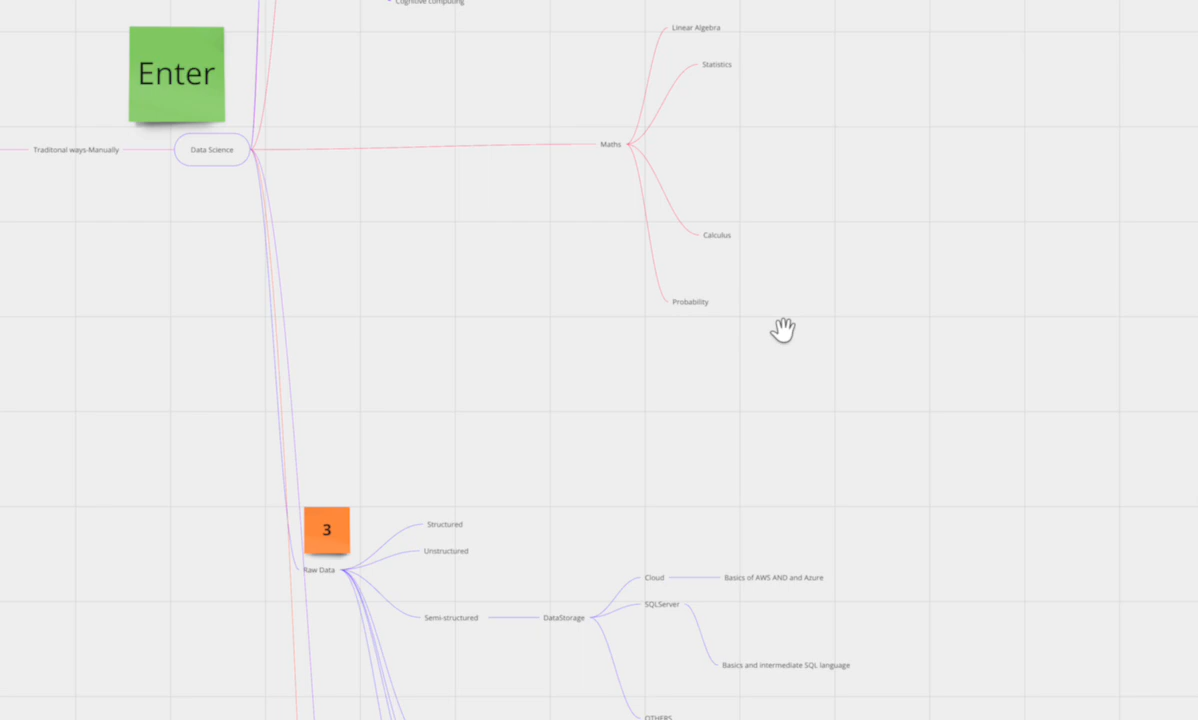 Cognitive computing
Linear Algebra
Statistics
Enter
Traditonal ways-Manually
Data Science
Maths
Calculus
Probability
3
Structured
Unstructured
Raw Data
Cloud
Basics of AWS AND and Azure
SQLServer
Semi-structured
DataStorage
Basics and intermediate SQL language
OTHERS